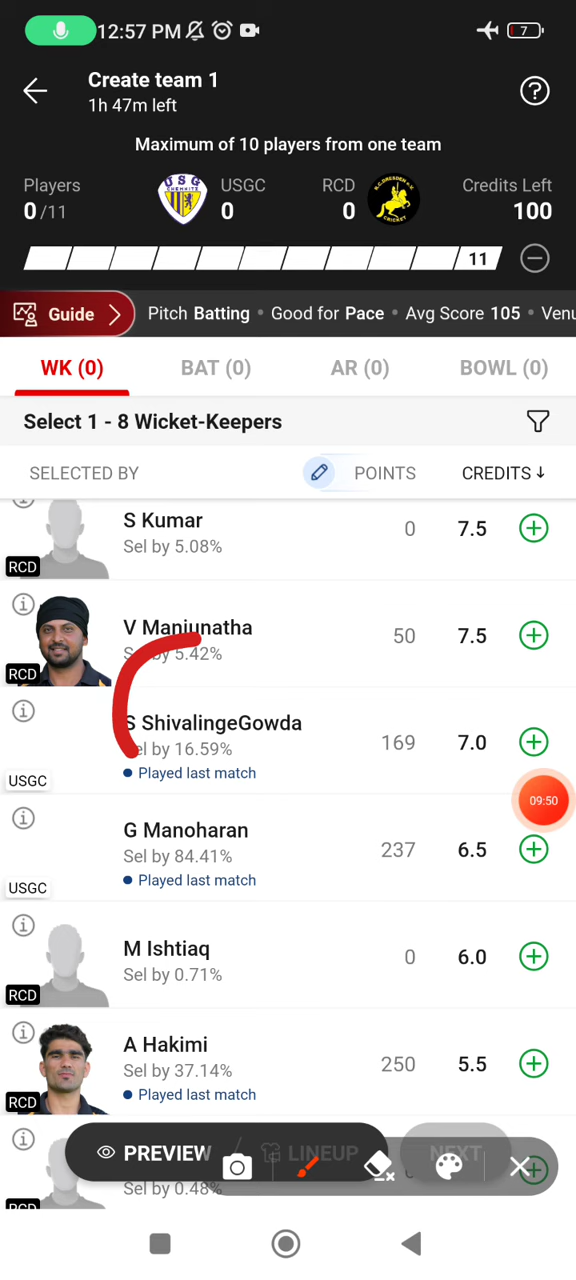 12:57 PM
7
Create team 1
1h 47m left
Maximum of 10 players from one team
Players
0/11
USG
CHEMNITZ
USGC
0
RCD
0
R.C. DRESDEN e.V.
CRICKET
Credits Left
100
11
Guide
Pitch Batting • Good for Pace • Avg Score 105 • Venu
WK (0)
BAT (0)
AR (0)
BOWL (0)
Select 1 - 8 Wicket-Keepers
SELECTED BY
POINTS
CREDITS↓
S Kumar
Sel by 5.08%
0
7.5
RCD
V Manjunatha
Sel by 5.42%
50
7.5
RCD
S ShivalingeGowda
Sel by 16.59%
Played last match
169
7.0
USGC
09:50
G Manoharan
Sel by 84.41%
Played last match
237
6.5
USGC
M Ishtiaq
Sel by 0.71%
0
6.0
RCD
A Hakimi
Sel by 37.14%
Played last match
250
5.5
RCD
PREVIEW
LINEUP
NEXT
Sel by 0.48%
RCD